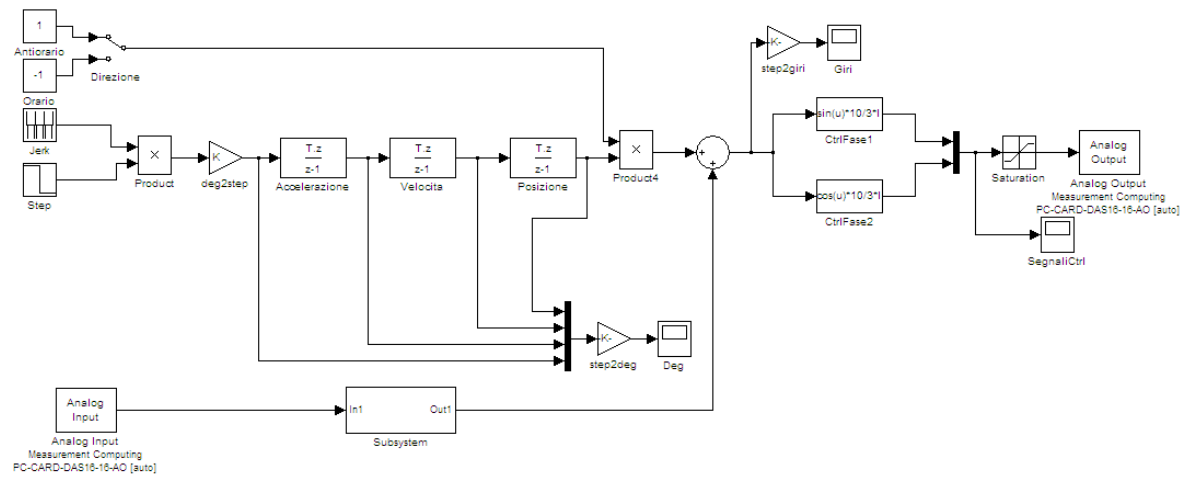 1
Antiorario
-1
Orario
Direzione
Jerk
Step
×
Product
K
deg2step
T.z
z-1
Accelerazione
T.z
z-1
Velocita
T.z
z-1
Posizione
×
Product4
+
+
-K-
step2giri
Giri
sin(u)*10/3*I
CtrlFase1
cos(u)*10/3*I
CtrlFase2
Saturation
Analog
Output
Analog Output
Measurement Computing
PC-CARD-DAS16-16-AO [auto]
SegnaliCtrl
-K-
step2deg
Deg
Analog
Input
Analog Input
Measurement Computing
PC-CARD-DAS16-16-AO [auto]
In1
Out1
Subsystem